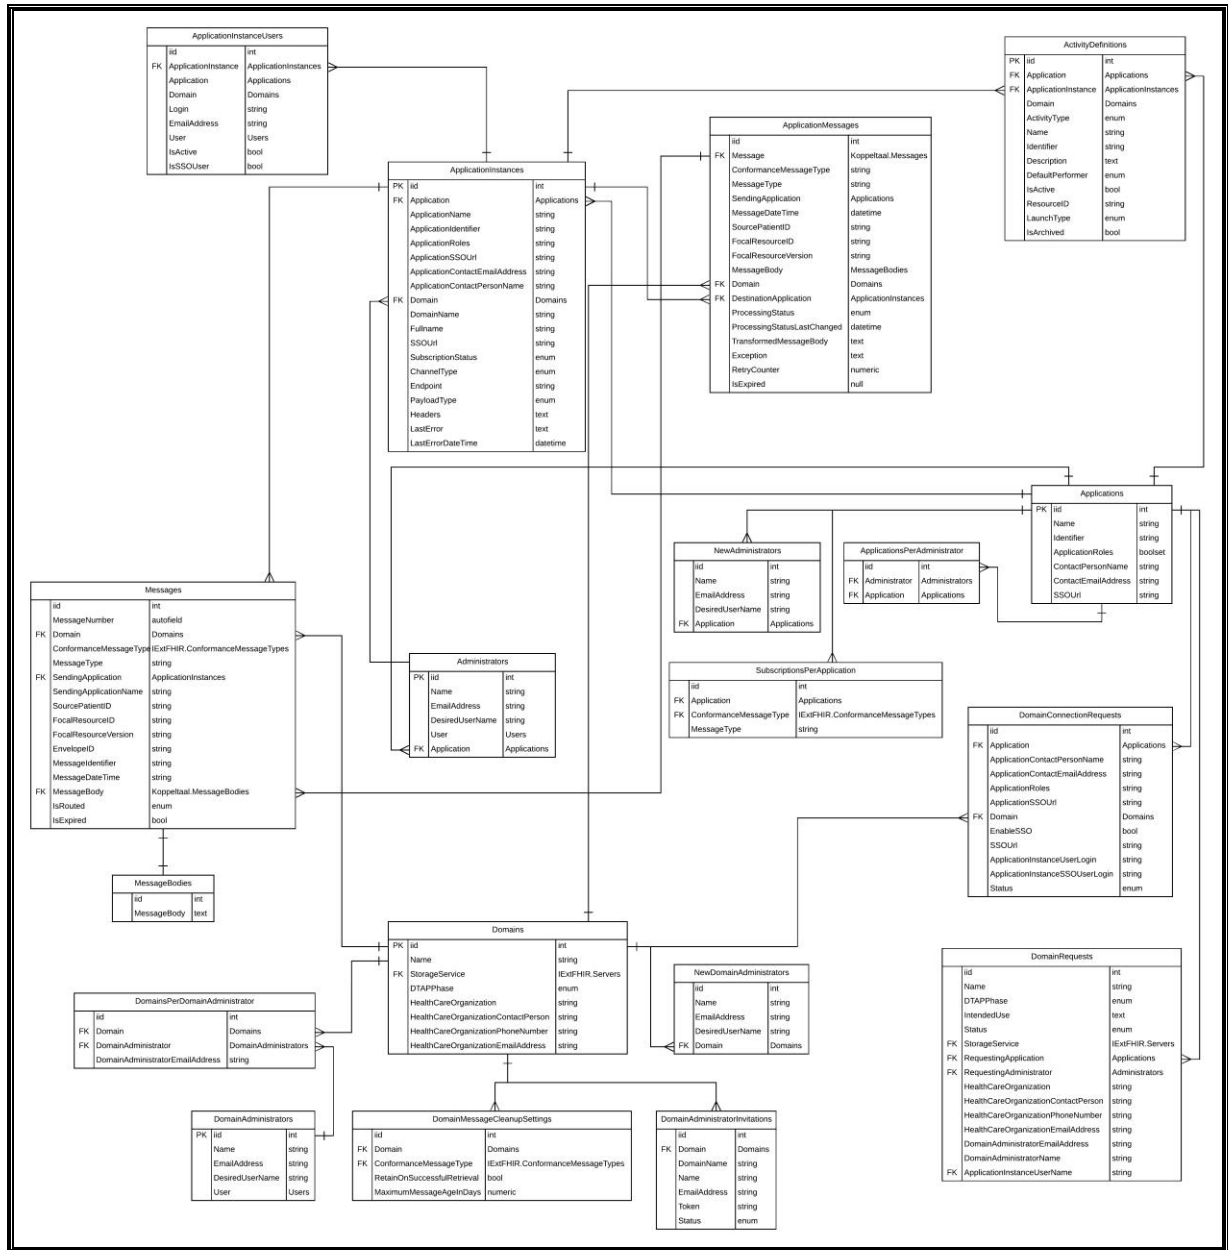 ApplicationInstanceUsers
iid int
FK ApplicationInstance ApplicationInstances
Application Applications
Domain Domains
Login string
EmailAddress string
User Users
IsActive bool
IsSSOUser bool
ActivityDefinitions
PK iid int
FK Application Applications
FK ApplicationInstance ApplicationInstances
Domain Domains
ActivityType enum
Name string
Identifier string
Description text
DefaultPerformer enum
IsActive bool
ResourceID string
LaunchType enum
IsArchived bool
ApplicationMessages
iid int
FK Message Koppeltaal.Messages
ConformanceMessageType string
MessageType string
SendingApplication Applications
MessageDateTime datetime
SourcePatientID string
FocalResourceID string
FocalResourceVersion string
MessageBody MessageBodies
FK Domain Domains
FK DestinationApplication ApplicationInstances
ProcessingStatus enum
ProcessingStatusLastChanged datetime
TransformedMessageBody text
Exception text
RetryCounter numeric
IsExpired null
ApplicationInstances
PK iid int
FK Application Applications
ApplicationName string
ApplicationIdentifier string
ApplicationRoles string
ApplicationSSOUrl string
ApplicationContactEmailAddress string
ApplicationContactPersonName string
FK Domain Domains
DomainName string
Fullname string
SSOUrl string
SubscriptionStatus enum
ChannelType enum
Endpoint string
PayloadType enum
Headers text
LastError text
LastErrorDateTime datetime
Applications
PK iid int
Name string
Identifier string
ApplicationRoles boolset
ContactPersonName string
ContactEmailAddress string
SSOUrl string
NewAdministrators
iid int
Name string
EmailAddress string
DesiredUserName string
FK Application Applications
ApplicationsPerAdministrator
iid int
FK Administrator Administrators
FK Application Applications
Messages
iid int
MessageNumber autofield
FK Domain Domains
ConformanceMessageType IExtFHIR.ConformanceMessageTypes
MessageType string
FK SendingApplication ApplicationInstances
SendingApplicationName string
SourcePatientID string
FocalResourceID string
FocalResourceVersion string
EnvelopeID string
MessageIdentifier string
MessageDateTime string
FK MessageBody Koppeltaal.MessageBodies
IsRouted enum
IsExpired bool
Administrators
PK iid int
Name string
EmailAddress string
DesiredUserName string
User Users
FK Application Applications
SubscriptionsPerApplication
iid int
FK Application Applications
FK ConformanceMessageType IExtFHIR.ConformanceMessageTypes
MessageType string
DomainConnectionRequests
iid int
FK Application Applications
ApplicationContactPersonName string
ApplicationContactEmailAddress string
ApplicationRoles string
ApplicationSSOUrl string
FK Domain Domains
EnableSSO bool
SSOUrl string
ApplicationInstanceUserLogin string
ApplicationInstanceSSOUserLogin string
Status enum
MessageBodies
iid int
MessageBody text
Domains
PK iid int
Name string
FK StorageService IExtFHIR.Servers
DTAPPhase enum
HealthCareOrganization string
HealthCareOrganizationContactPerson string
HealthCareOrganizationPhoneNumber string
HealthCareOrganizationEmailAddress string
NewDomainAdministrators
iid int
Name string
EmailAddress string
DesiredUserName string
FK Domain Domains
DomainRequests
iid int
Name string
DTAPPhase enum
IntendedUse text
Status enum
FK StorageService IExtFHIR.Servers
FK RequestingApplication Applications
FK RequestingAdministrator Administrators
HealthCareOrganization string
HealthCareOrganizationContactPerson string
HealthCareOrganizationPhoneNumber string
HealthCareOrganizationEmailAddress string
DomainAdministratorEmailAddress string
DomainAdministratorName string
FK ApplicationInstanceUserName string
DomainsPerDomainAdministrator
iid int
FK Domain Domains
FK DomainAdministrator DomainAdministrators
DomainAdministratorEmailAddress string
DomainAdministrators
PK iid int
Name string
EmailAddress string
DesiredUserName string
User Users
DomainMessageCleanupSettings
iid int
FK Domain Domains
FK ConformanceMessageType IExtFHIR.ConformanceMessageTypes
RetainOnSuccessfulRetrieval bool
MaximumMessageAgeInDays numeric
DomainAdministratorInvitations
iid int
FK Domain Domains
DomainName string
Name string
EmailAddress string
Token string
Status enum